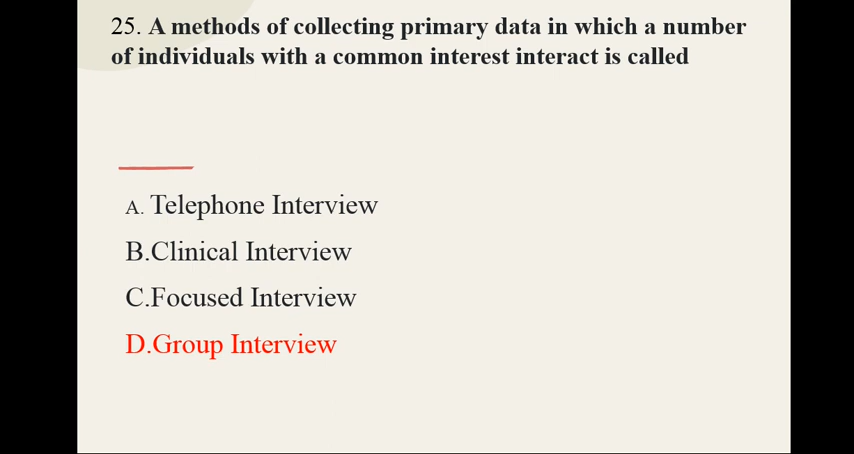 25. A methods of collecting primary data in which a number
of individuals with a common interest interact is called
A. Telephone Interview
B.Clinical Interview
C.Focused Interview
D.Group Interview